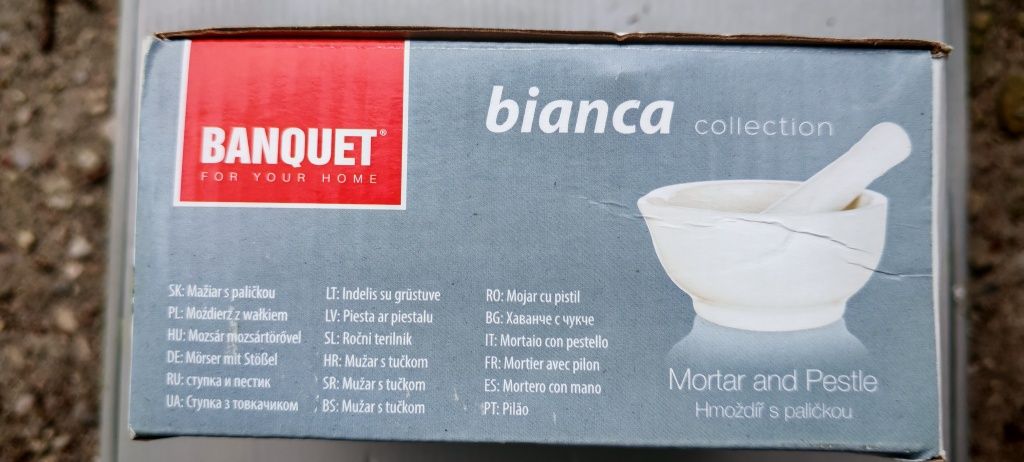 BANQUET®
FOR YOUR HOME
bianca collection
SK: Mažiar s paličkou
PL: Moździerz z wałkiem
HU: Mozsár mozsártörővel
DE: Mörser mit Stößel
RU: ступка и пестик
UA: Ступка з товкачиком
LT: Indelis su grūstuve
LV: Piesta ar piestalu
SL: Ročni terilnik
HR: Mužar s tučkom
SR: Mužar s tučkom
BS: Mužar s tučkom
RO: Mojar cu pistil
BG: Хаванче с чукче
IT: Mortaio con pestello
FR: Mortier avec pilon
ES: Mortero con mano
PT: Pilão
Mortar and Pestle
Hmoždíř s paličkou